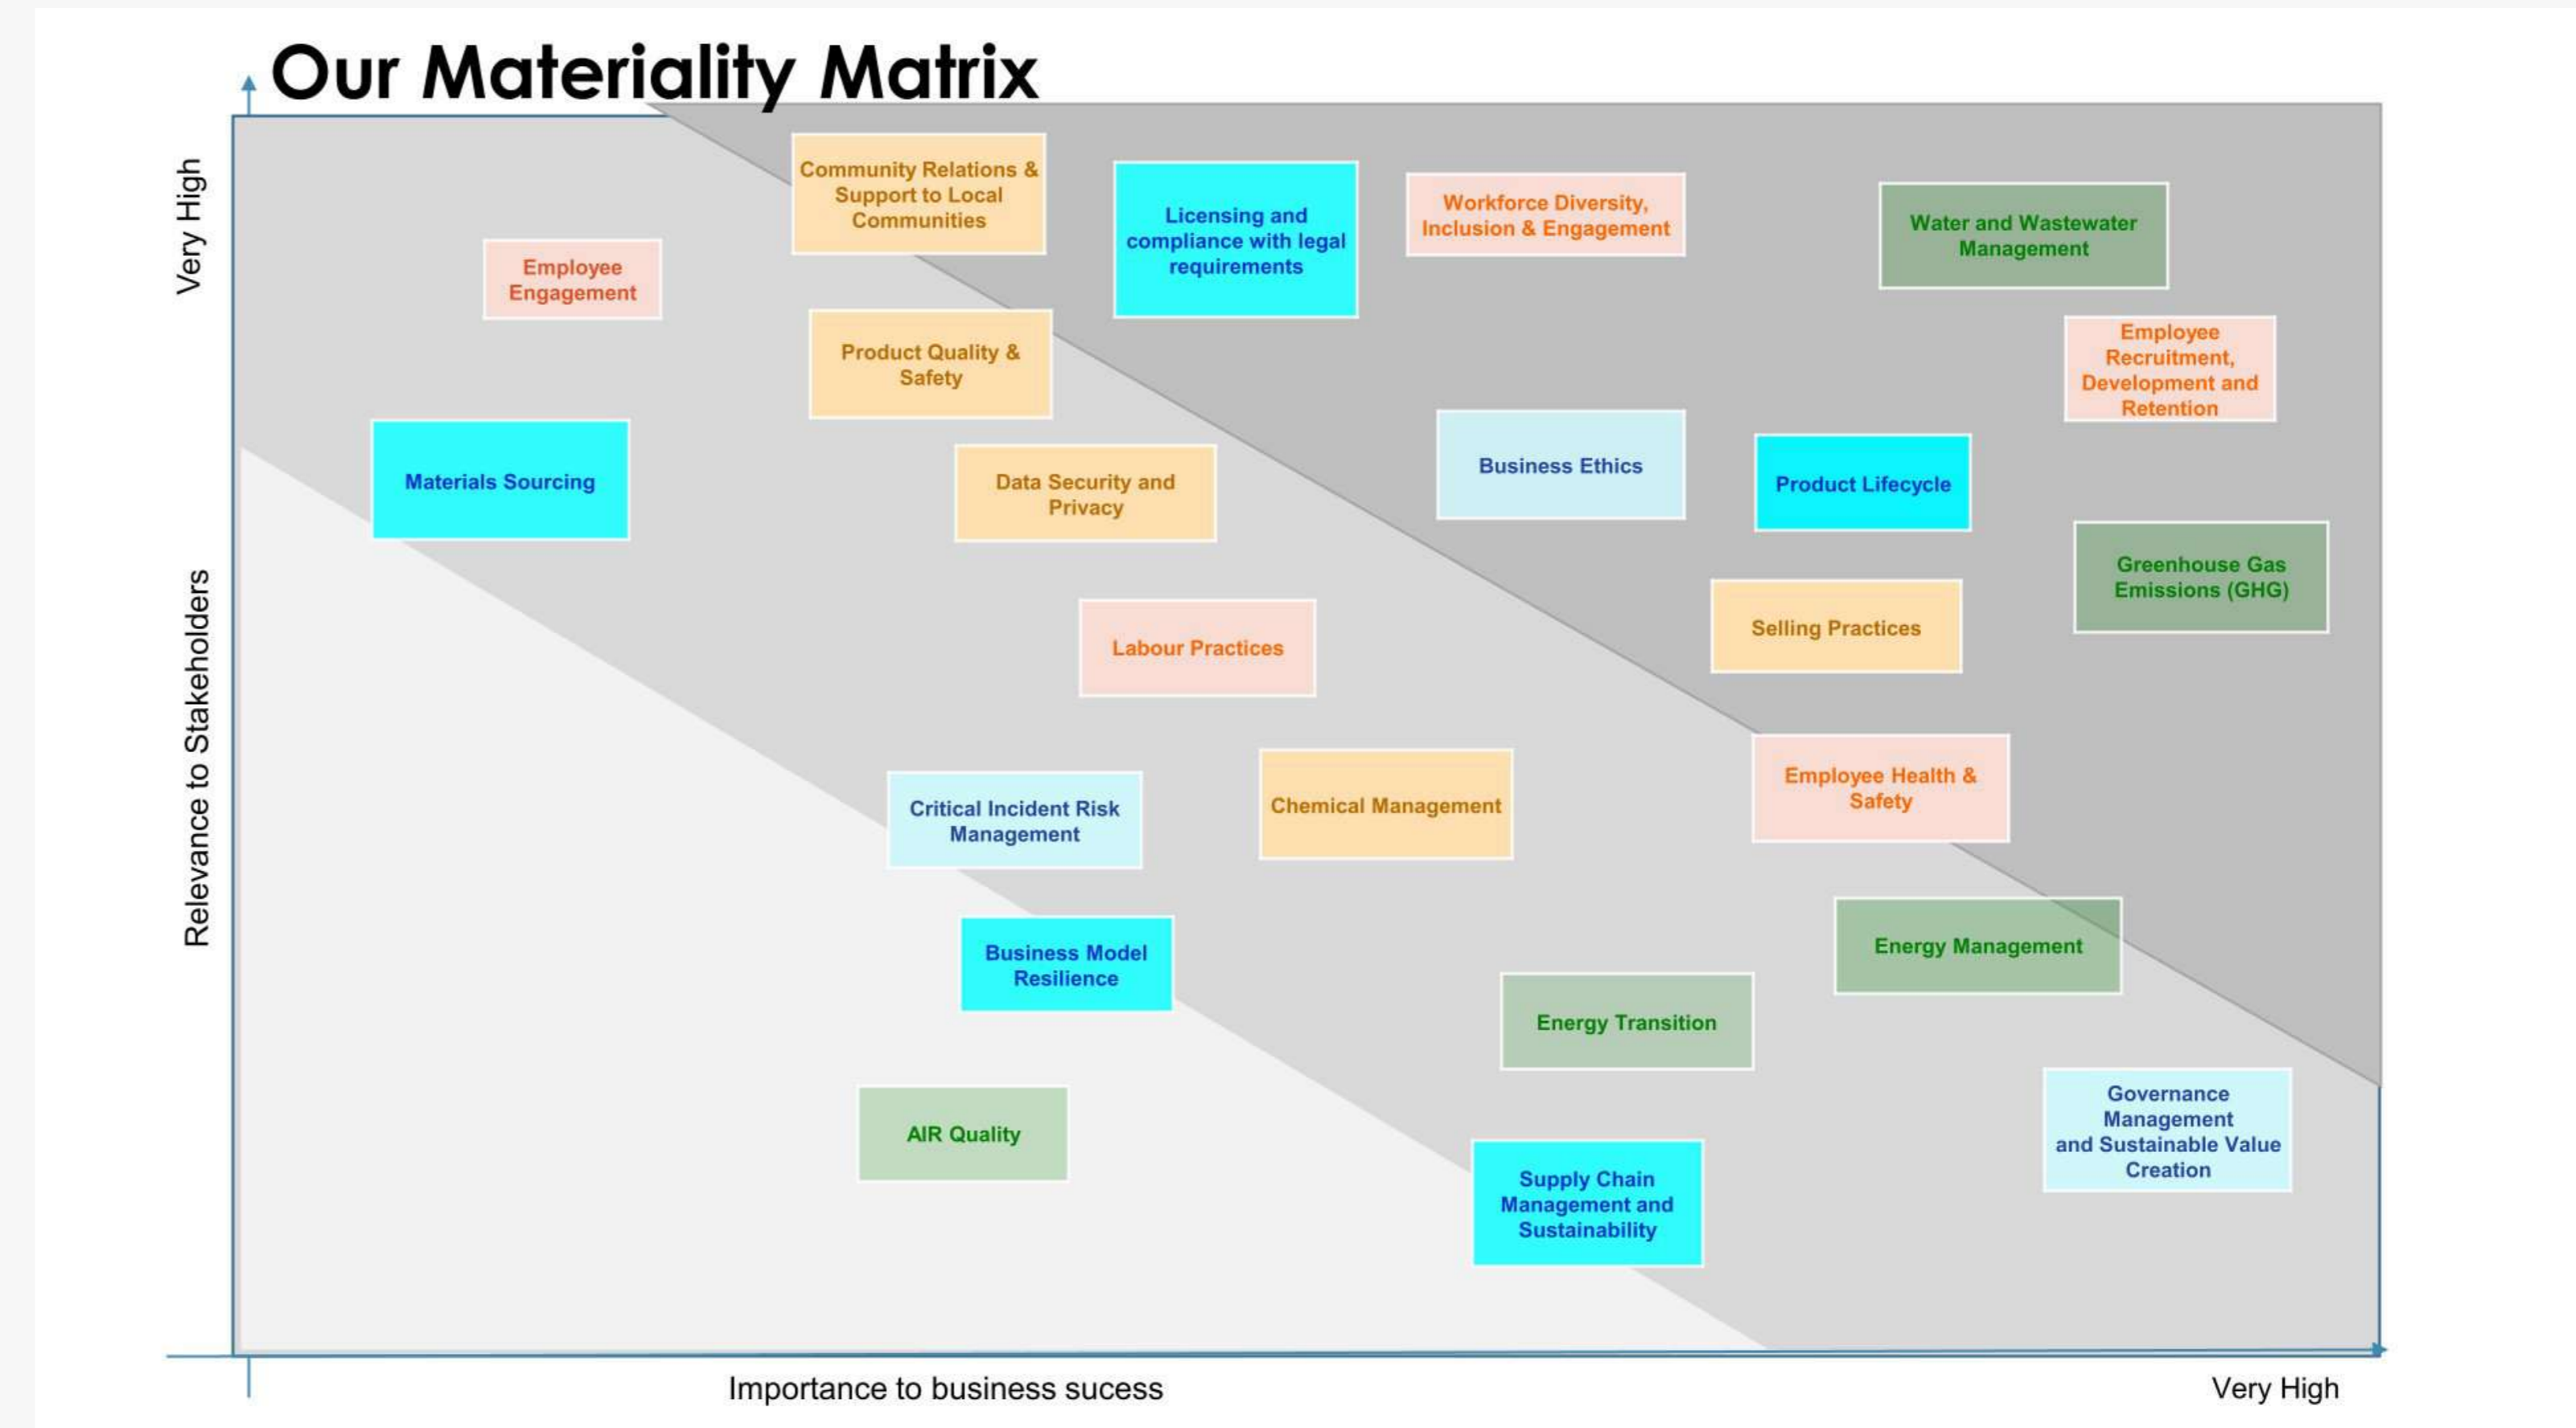 Our Materiality Matrix
Very High
Relevance to Stakeholders
Community Relations &
Support to Local
Communities
Licensing and
compliance with legal
requirements
Workforce Diversity,
Inclusion & Engagement
Water and Wastewater
Management
Employee
Engagement
Product Quality &
Safety
Employee
Recruitment,
Development and
Retention
Materials Sourcing
Data Security and
Privacy
Business Ethics
Product Lifecycle
Greenhouse Gas
Emissions (GHG)
Labour Practices
Selling Practices
Critical Incident Risk
Management
Chemical Management
Employee Health &
Safety
Business Model
Resilience
Energy Management
Energy Transition
AIR Quality
Governance
Management
and Sustainable Value
Creation
Supply Chain
Management and
Sustainability
Importance to business sucess
Very High